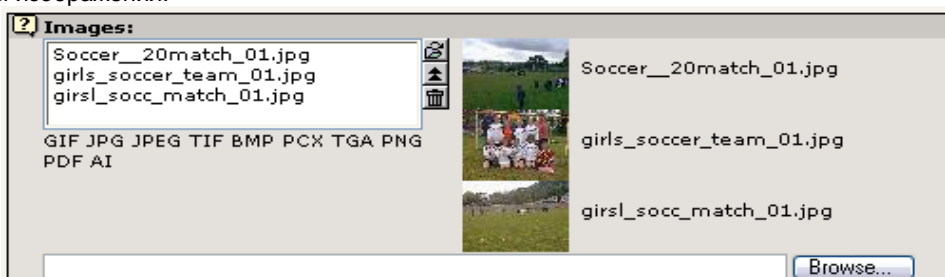 Images:
Soccer__20match_01.jpg
girls_soccer_team_01.jpg
girsl_socc_match_01.jpg
GIF JPG JPEG TIF BMP PCX TGA PNG
PDF AI
Soccer__20match_01.jpg
girls_soccer_team_01.jpg
girsl_socc_match_01.jpg
Browse...